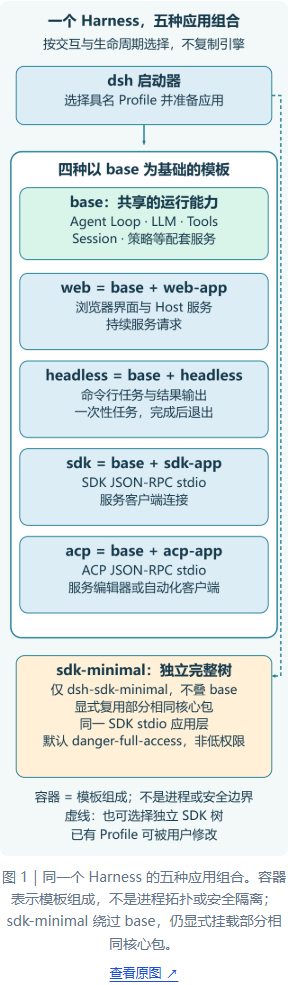 一个 Harness，五种应用组合
按交互与生命周期选择，不复制引擎
dsh 启动器
选择具名 Profile 并准备应用
四种以 base 为基础的模板
base：共享的运行能力
Agent Loop · LLM · Tools
Session · 策略等配套服务
web = base + web-app
浏览器界面与 Host 服务
持续服务请求
headless = base + headless
命令行任务与结果输出
一次性任务，完成后退出
sdk = base + sdk-app
SDK JSON-RPC stdio
服务客户端连接
acp = base + acp-app
ACP JSON-RPC stdio
服务编辑器或自动化客户端
sdk-minimal：独立完整树
仅 dsh-sdk-minimal，不叠 base
显式复用部分相同核心包
同一 SDK stdio 应用层
默认 danger-full-access，非低权限
容器 = 模板组成；不是进程或安全边界
虚线：也可选择独立 SDK 树
已有 Profile 可被用户修改
图 1｜同一个 Harness 的五种应用组合。容器
表示模板组成，不是进程拓扑或安全隔离；
sdk-minimal 绕过 base，仍显式挂载部分相
同核心包。
查看原图 ↗